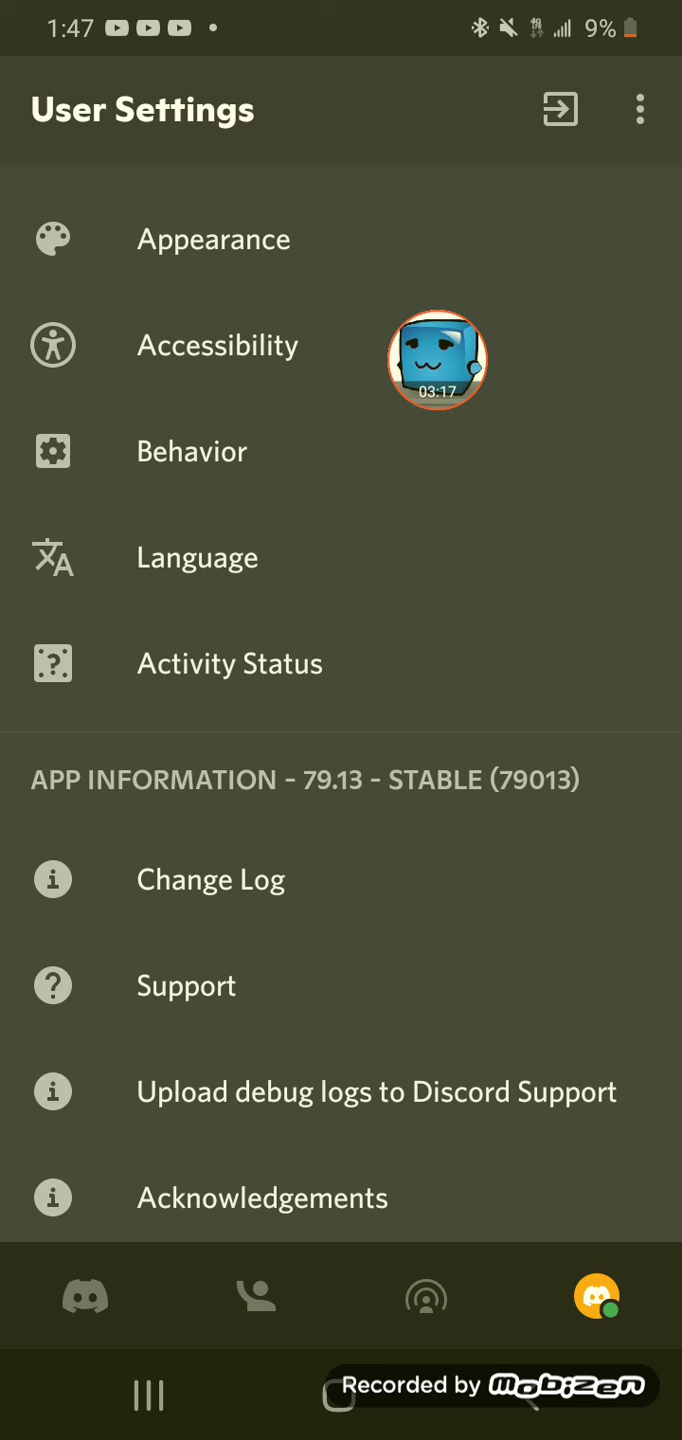 1:47
9%
User Settings
Appearance
Accessibility
03:17
Behavior
Language
Activity Status
APP INFORMATION - 79.13 - STABLE (79013)
Change Log
Support
Upload debug logs to Discord Support
Acknowledgements
Recorded by mobizen